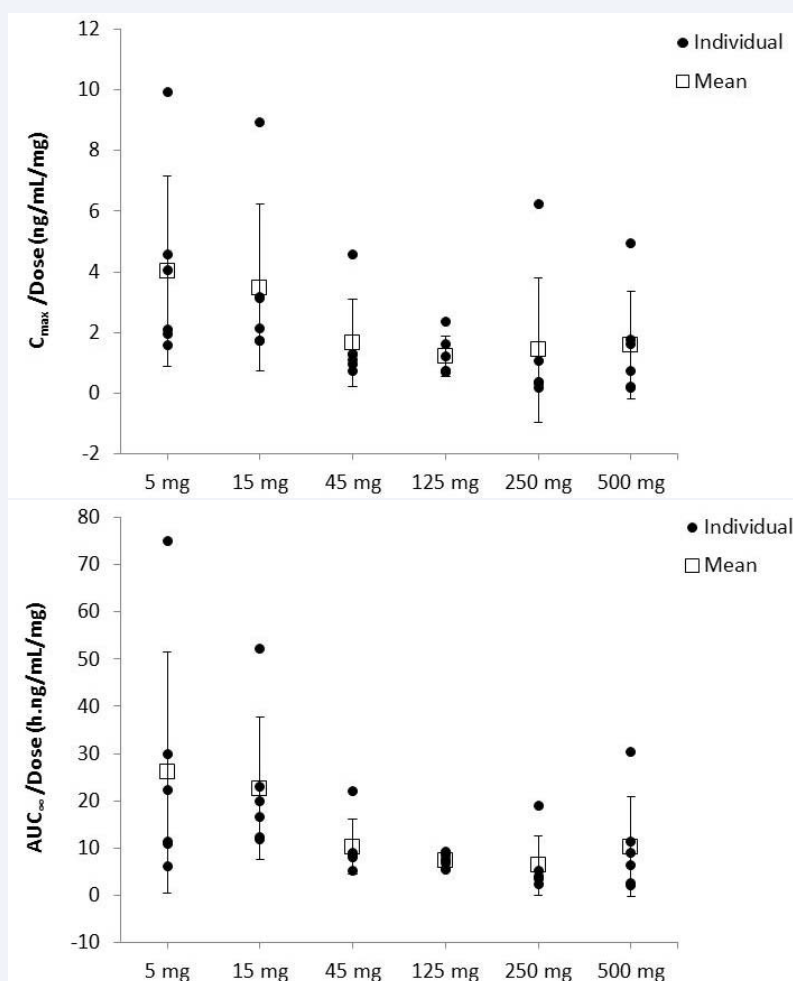 12
10
8
6
4
2
0
-2
C_max /Dose (ng/mL/mg)
● Individual
□ Mean
5 mg 15 mg 45 mg 125 mg 250 mg 500 mg
80
70
60
50
40
30
20
10
0
-10
AUC_∞ /Dose (h.ng/mL/mg)
● Individual
□ Mean
5 mg 15 mg 45 mg 125 mg 250 mg 500 mg